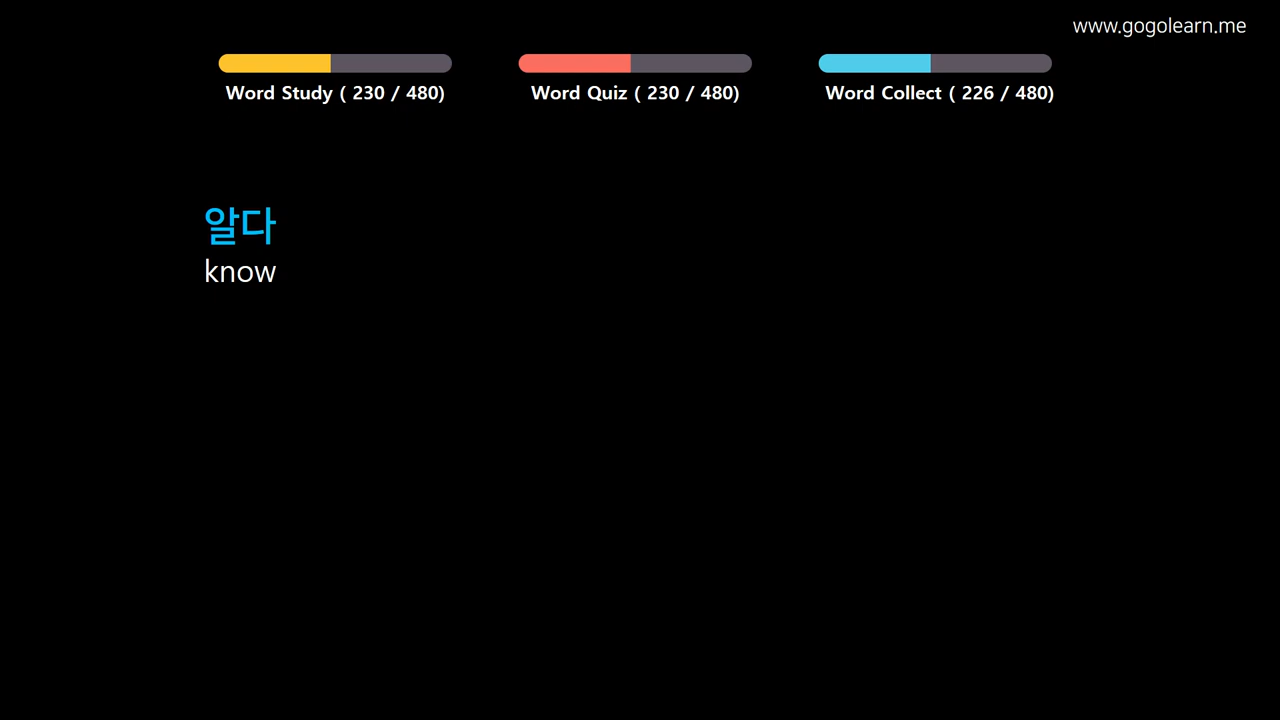 www.gogolearn.me
Word Study ( 230 / 480)
Word Quiz ( 230 / 480)
Word Collect ( 226 / 480)
알다
know